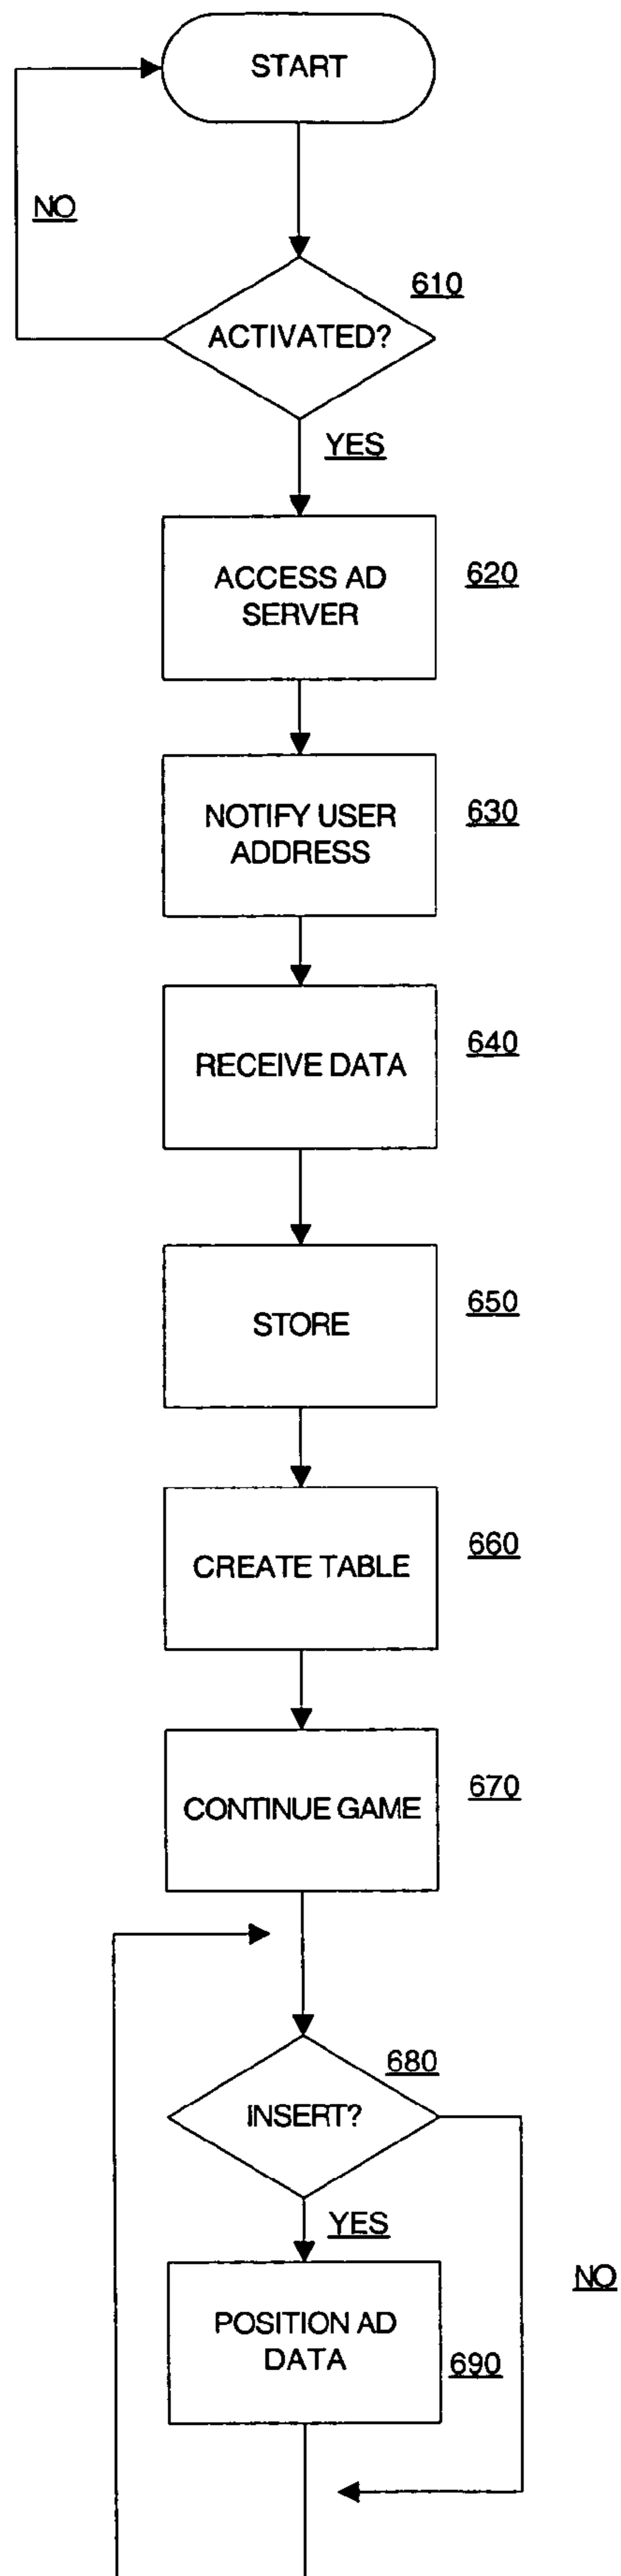 START
NO
610
ACTIVATED?
YES
ACCESS AD
SERVER
620
NOTIFY USER
ADDRESS
630
RECEIVE DATA
640
STORE
650
CREATE TABLE
660
CONTINUE GAME
670
680
INSERT?
YES
NO
POSITION AD
DATA
690